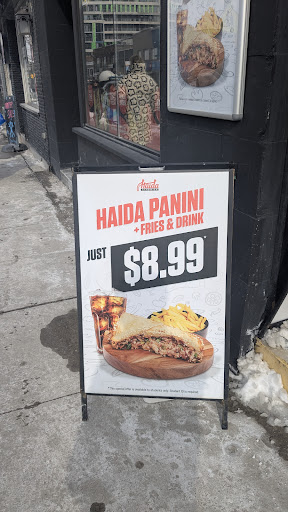 Haida
HAIDA PANINI
+ FRIES & DRINK
JUST
$8.99